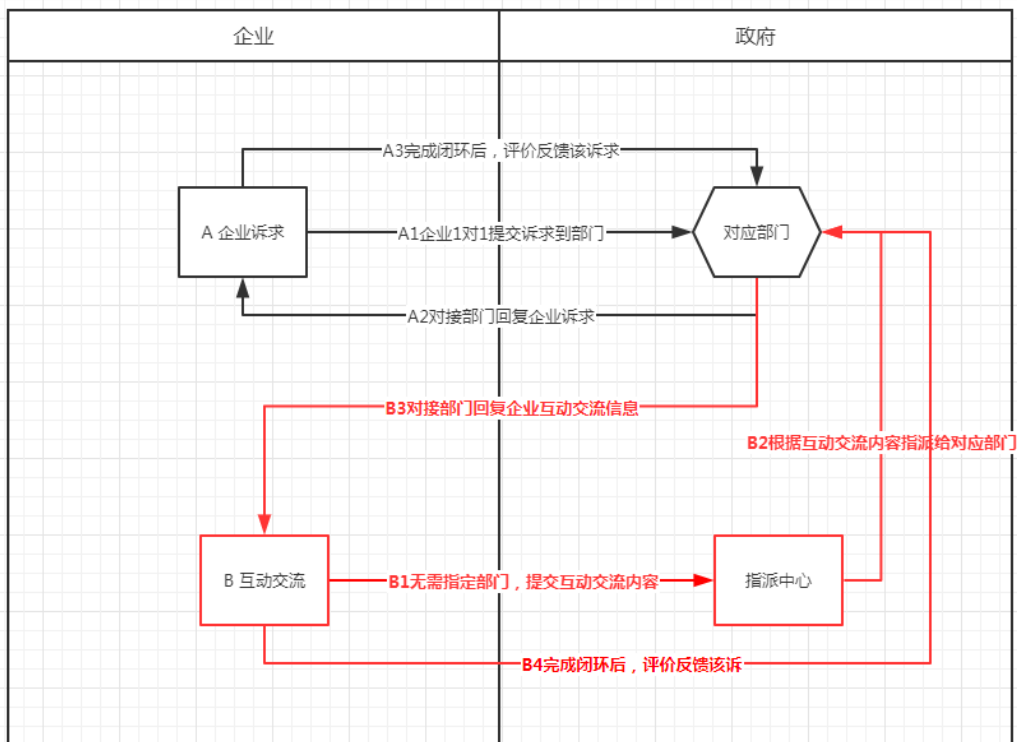 企业
政府
A3完成闭环后，评价反馈该诉求
A 企业诉求
A1企业1对1提交诉求到部门
对应部门
A2对接部门回复企业诉求
B3对接部门回复企业互动交流信息
B2根据互动交流内容指派给对应部门
B 互动交流
B1无需指定部门，提交互动交流内容
指派中心
B4完成闭环后，评价反馈该诉